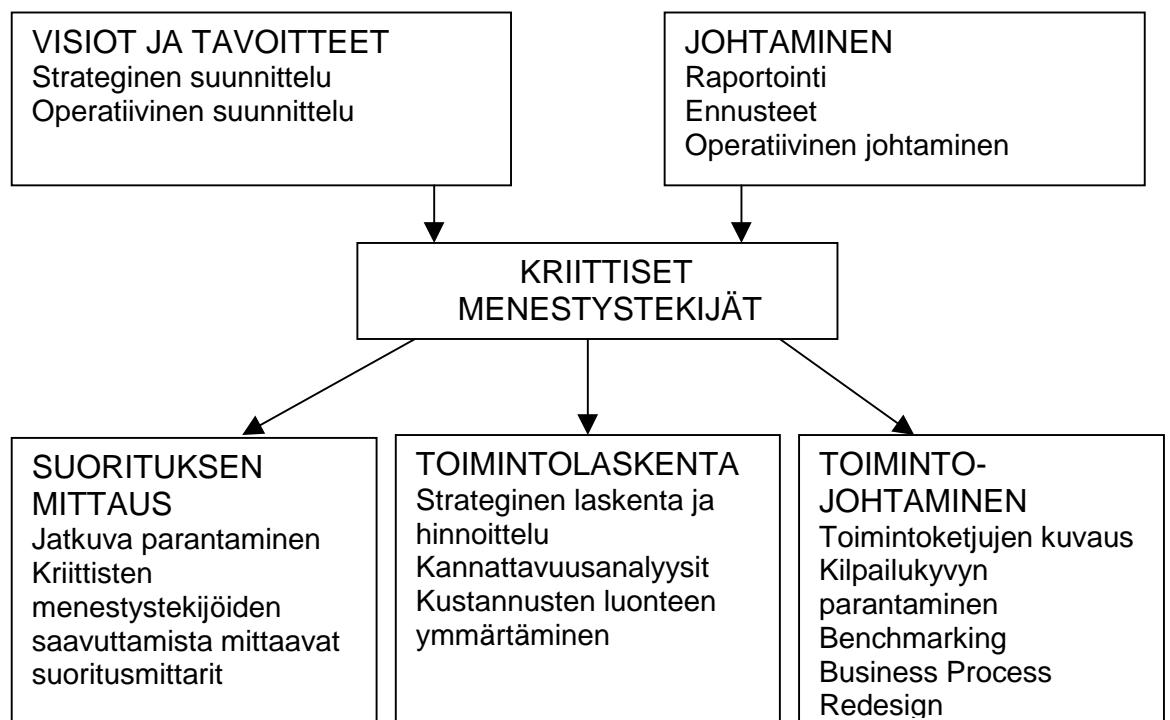 VISIOT JA TAVOITTEET
Strateginen suunnittelu
Operatiivinen suunnittelu
JOHTAMINEN
Raportointi
Ennusteet
Operatiivinen johtaminen
KRIITTISET
MENESTYSTEKIJÄT
SUORITUKSEN
MITTAUS
Jatkuva parantaminen
Kriittisten
menestystekijöiden
saavuttamista mittaavat
suoritusmittarit
TOIMINTOLASKENTA
Strateginen laskenta ja
hinnoittelu
Kannattavuusanalyysit
Kustannusten luonteen
ymmärtäminen
TOIMINTO-
JOHTAMINEN
Toimintoketjujen kuvaus
Kilpailukyvyn
parantaminen
Benchmarking
Business Process
Redesign